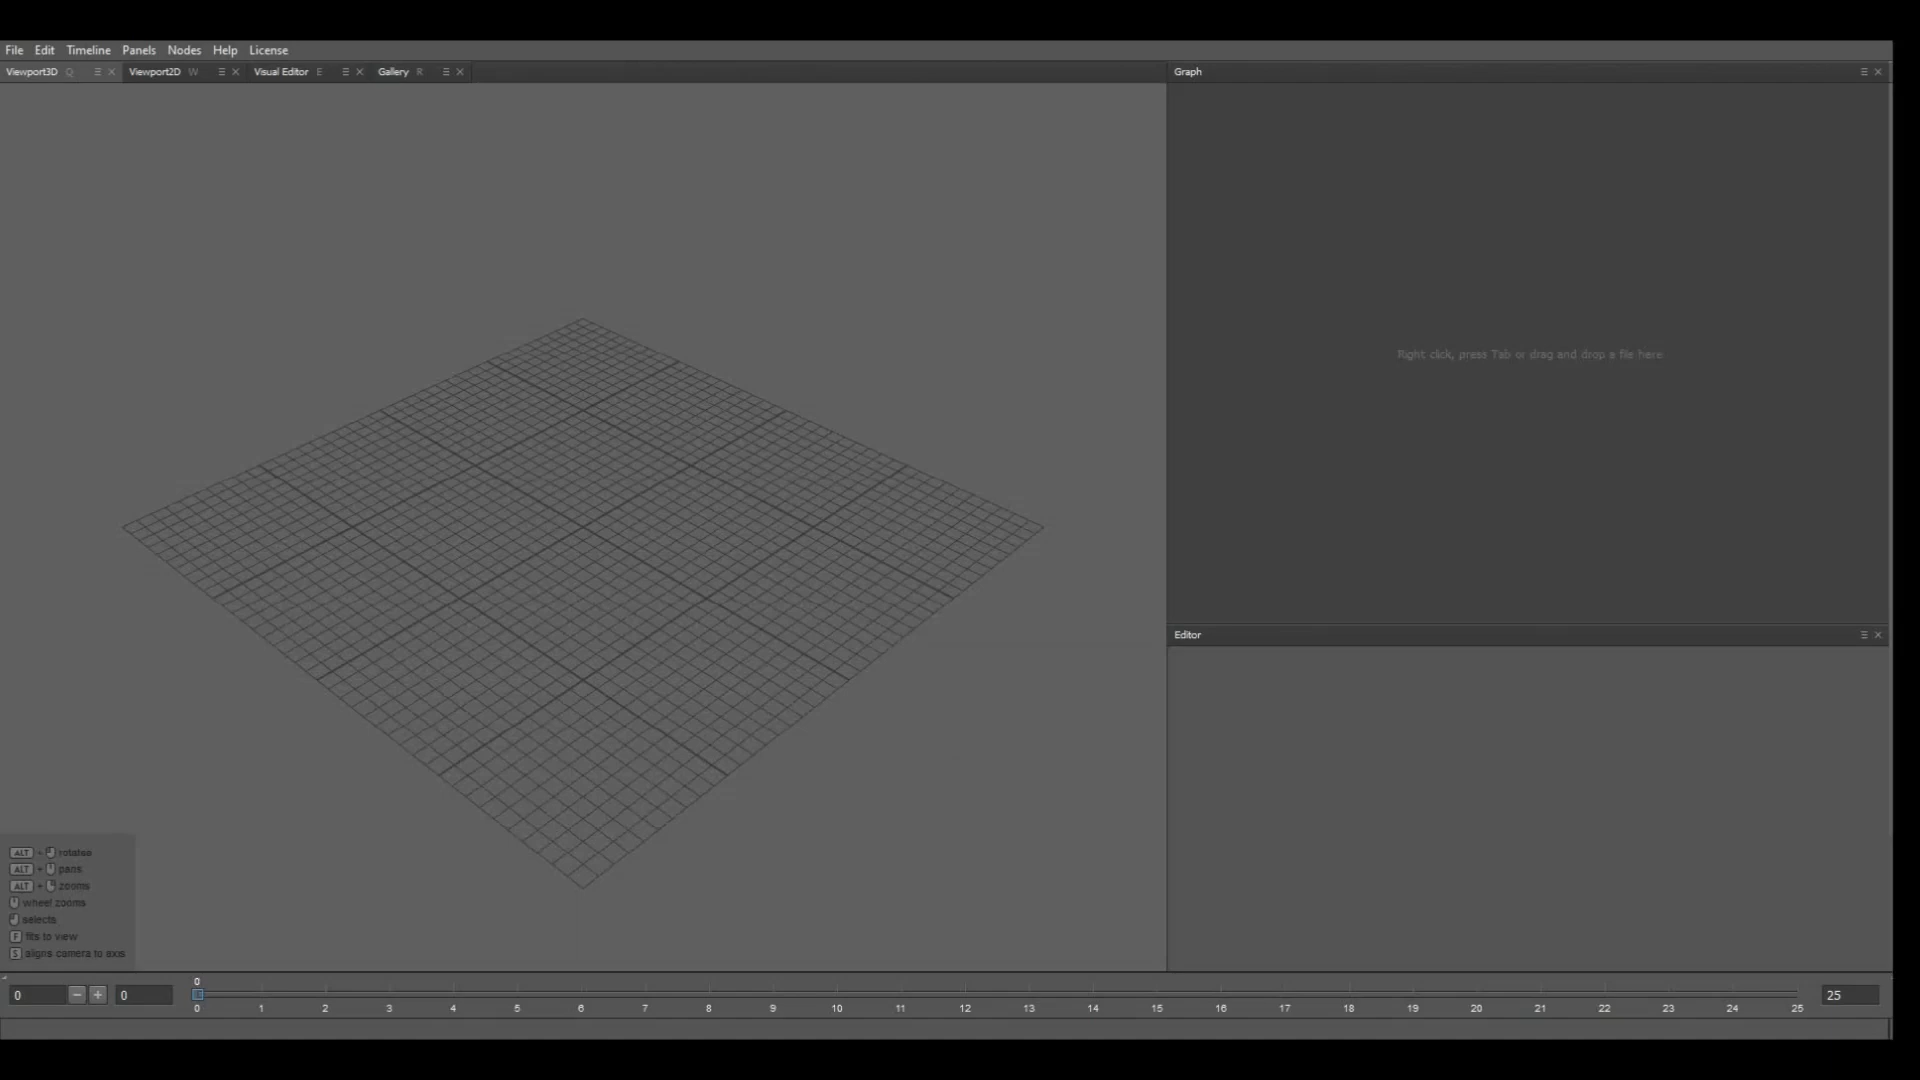 File Edit Timeline Panels Nodes Help License
Viewport3D Q Viewport2D W Visual Editor E Gallery R
Graph
Right click, press Tab or drag and drop a file here
Editor
ALT + rotates
ALT + pans
ALT + zooms
wheel zooms
selects
F fits to view
S aligns camera to axis
0
0 − + 0 25
0 1 2 3 4 5 6 7 8 9 10 11 12 13 14 15 16 17 18 19 20 21 22 23 24 25